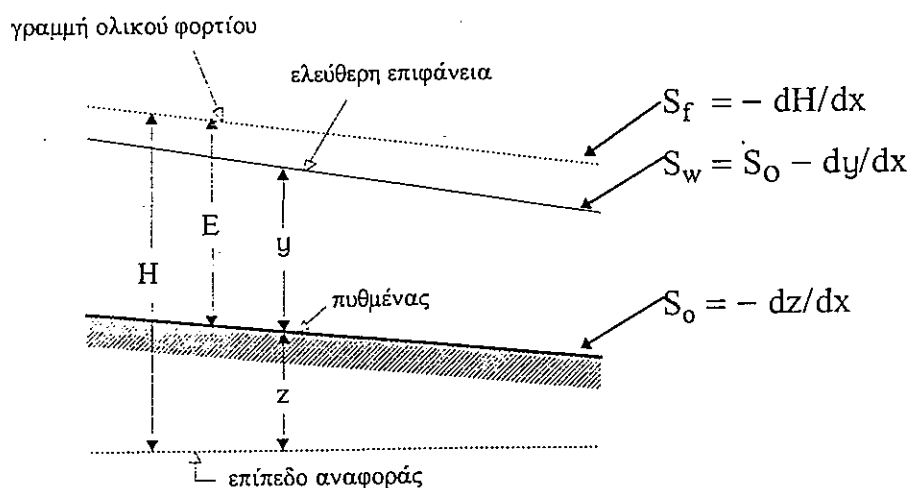 γραμμή ολικού φορτίου
ελεύθερη επιφάνεια
S_f = − dH/dx
S_w = S_O − dy/dx
E
y
H
πυθμένας
S_o = − dz/dx
z
επίπεδο αναφοράς